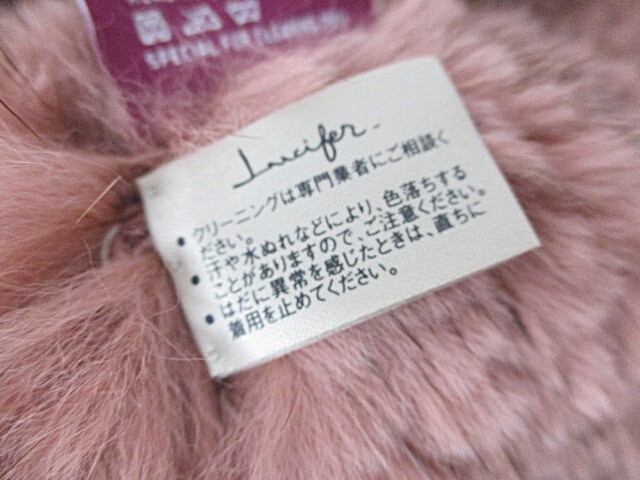 SPECIAL FUR CLEANING
Lucifer
• クリーニングは専門業者にご相談く
ださい。
• 汗や水ぬれなどにより、色落ちする
ことがありますので、ご注意ください。
• はだに異常を感じたときは、直ちに
着用を止めてください。